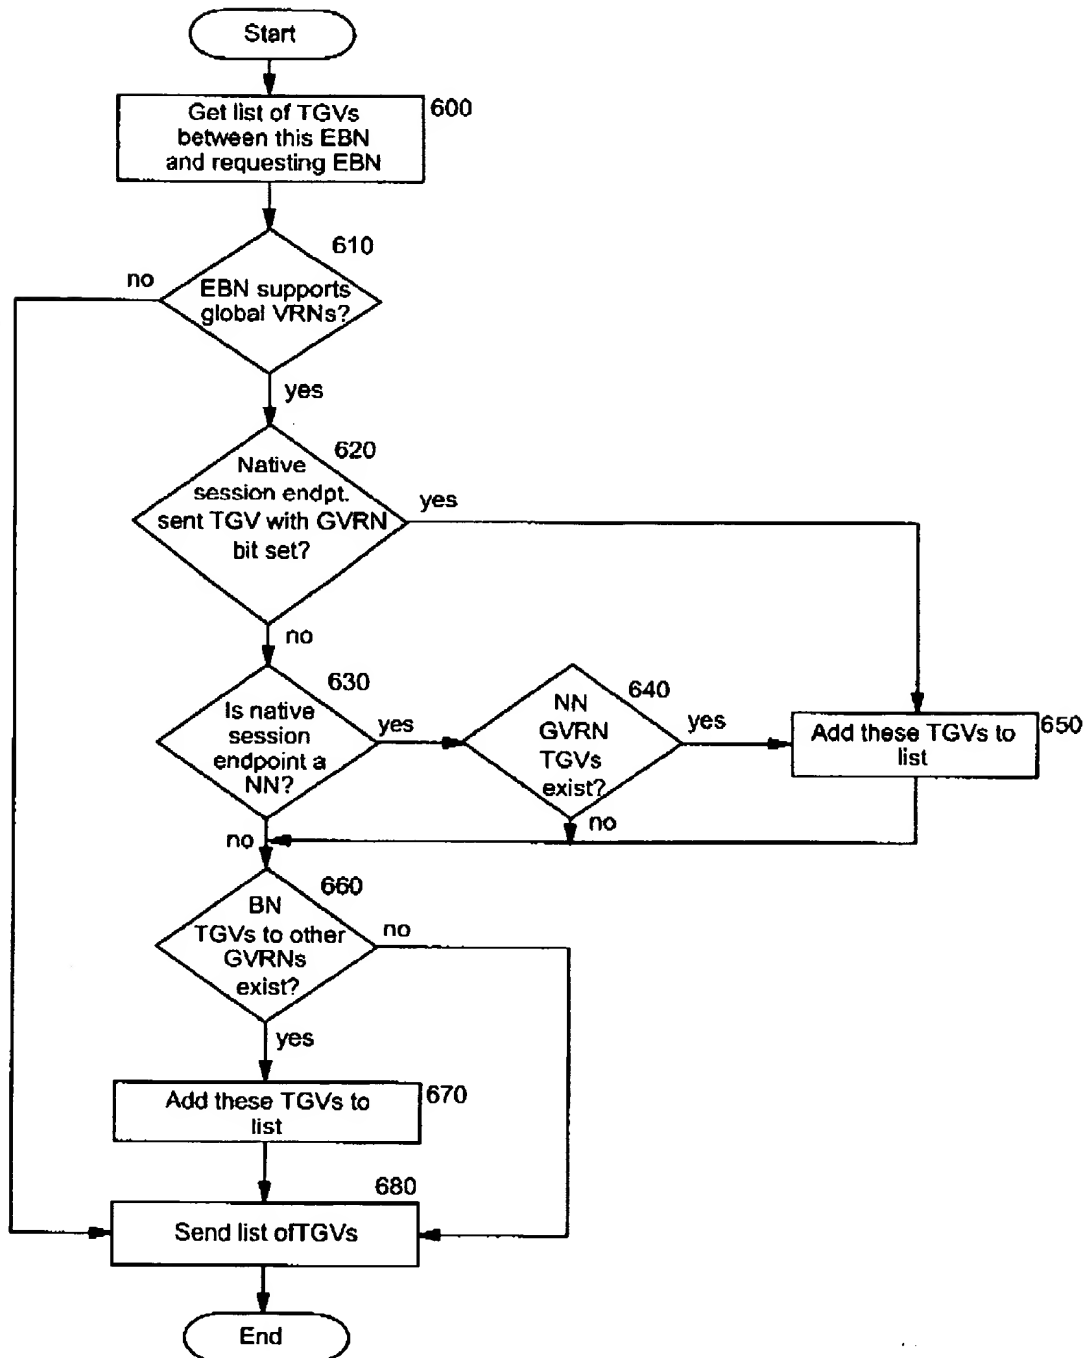 Start
Get list of TGVs
between this EBN
and requesting EBN
600
610
no
EBN supports
global VRNs?
yes
620
Native
session endpt.
sent TGV with GVRN
bit set?
yes
no
630
Is native
session
endpoint a
NN?
yes
640
NN
GVRN
TGVs
exist?
yes
Add these TGVs to
list
650
no
no
660
BN
TGVs to other
GVRNs
exist?
no
yes
Add these TGVs to
list
670
680
Send list ofTGVs
End